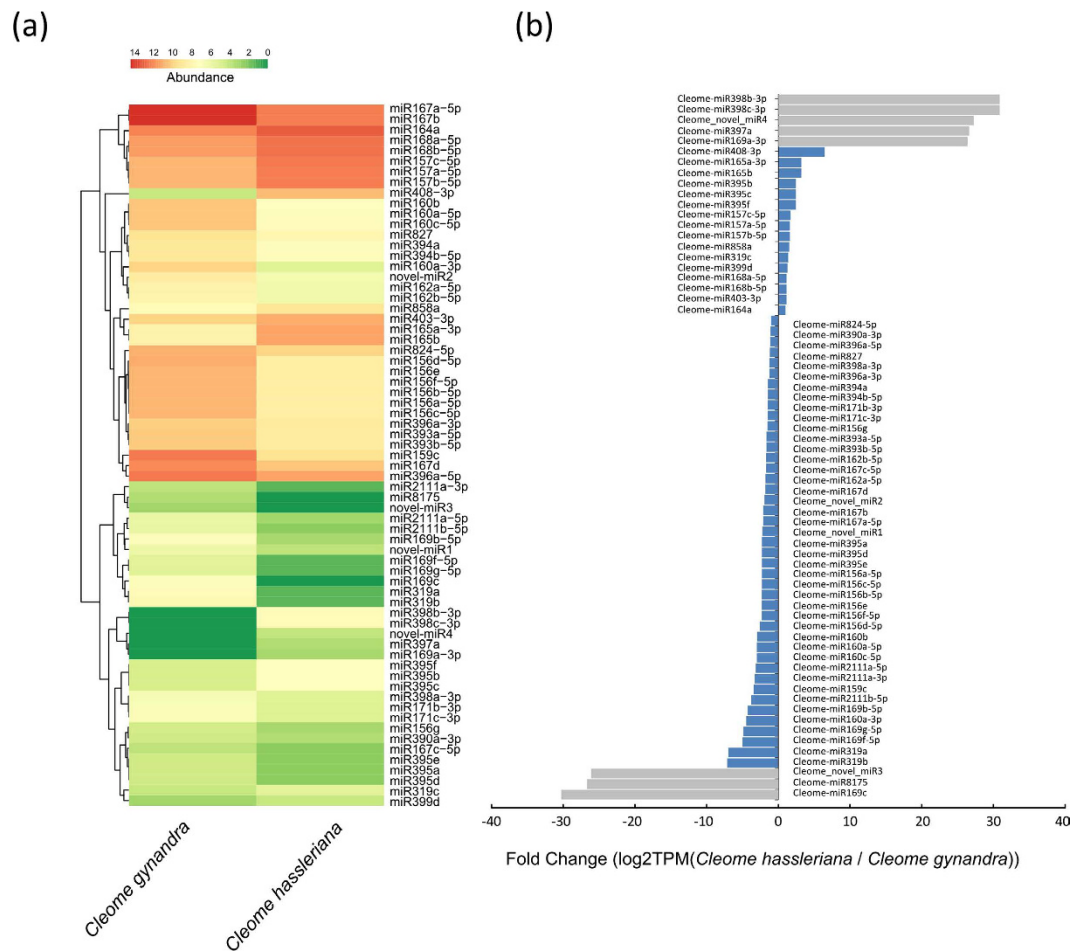 (a)
14 12 10 8 6 4 2 0
Abundance
miR167a-5p
miR167b
miR164a
miR168a-5p
miR168b-5p
miR157c-5p
miR157a-5p
miR157b-5p
miR408-3p
miR160b
miR160a-5p
miR160c-5p
miR827
miR394a
miR394b-5p
miR160a-3p
novel-miR2
miR162a-5p
miR162b-5p
miR858a
miR403-3p
miR165a-3p
miR165b
miR824-5p
miR156d-5p
miR156e
miR156f-5p
miR156b-5p
miR156a-5p
miR156c-5p
miR396a-3p
miR393a-5p
miR393b-5p
miR159c
miR167d
miR396a-5p
miR2111a-3p
miR8175
novel-miR3
miR2111a-5p
miR2111b-5p
miR169b-5p
novel-miR1
miR169f-5p
miR169g-5p
miR169c
miR319a
miR319b
miR398b-3p
miR398c-3p
novel-miR4
miR397a
miR169a-3p
miR395f
miR395b
miR395c
miR398a-3p
miR171b-3p
miR171c-3p
miR156g
miR390a-3p
miR167c-5p
miR395e
miR395a
miR395d
miR319c
miR399d
Cleome gynandra
Cleome hassleriana
(b)
Cleome-miR398b-3p
Cleome-miR398c-3p
Cleome_novel_miR4
Cleome-miR397a
Cleome-miR169a-3p
Cleome-miR408-3p
Cleome-miR165a-3p
Cleome-miR165b
Cleome-miR395b
Cleome-miR395c
Cleome-miR395f
Cleome-miR157c-5p
Cleome-miR157a-5p
Cleome-miR157b-5p
Cleome-miR858a
Cleome-miR319c
Cleome-miR399d
Cleome-miR168a-5p
Cleome-miR168b-5p
Cleome-miR403-3p
Cleome-miR164a
Cleome-miR824-5p
Cleome-miR390a-3p
Cleome-miR396a-5p
Cleome-miR827
Cleome-miR398a-3p
Cleome-miR396a-3p
Cleome-miR394a
Cleome-miR394b-5p
Cleome-miR171b-3p
Cleome-miR171c-3p
Cleome-miR156g
Cleome-miR393a-5p
Cleome-miR393b-5p
Cleome-miR162b-5p
Cleome-miR167c-5p
Cleome-miR162a-5p
Cleome-miR167d
Cleome_novel_miR2
Cleome-miR167b
Cleome-miR167a-5p
Cleome_novel_miR1
Cleome-miR395a
Cleome-miR395d
Cleome-miR395e
Cleome-miR156a-5p
Cleome-miR156c-5p
Cleome-miR156b-5p
Cleome-miR156e
Cleome-miR156f-5p
Cleome-miR156d-5p
Cleome-miR160b
Cleome-miR160a-5p
Cleome-miR160c-5p
Cleome-miR2111a-5p
Cleome-miR2111a-3p
Cleome-miR159c
Cleome-miR2111b-5p
Cleome-miR169b-5p
Cleome-miR160a-3p
Cleome-miR169g-5p
Cleome-miR169f-5p
Cleome-miR319a
Cleome-miR319b
Cleome_novel_miR3
Cleome-miR8175
Cleome-miR169c
-40 -30 -20 -10 0 10 20 30 40
Fold Change (log2TPM(Cleome hassleriana / Cleome gynandra))